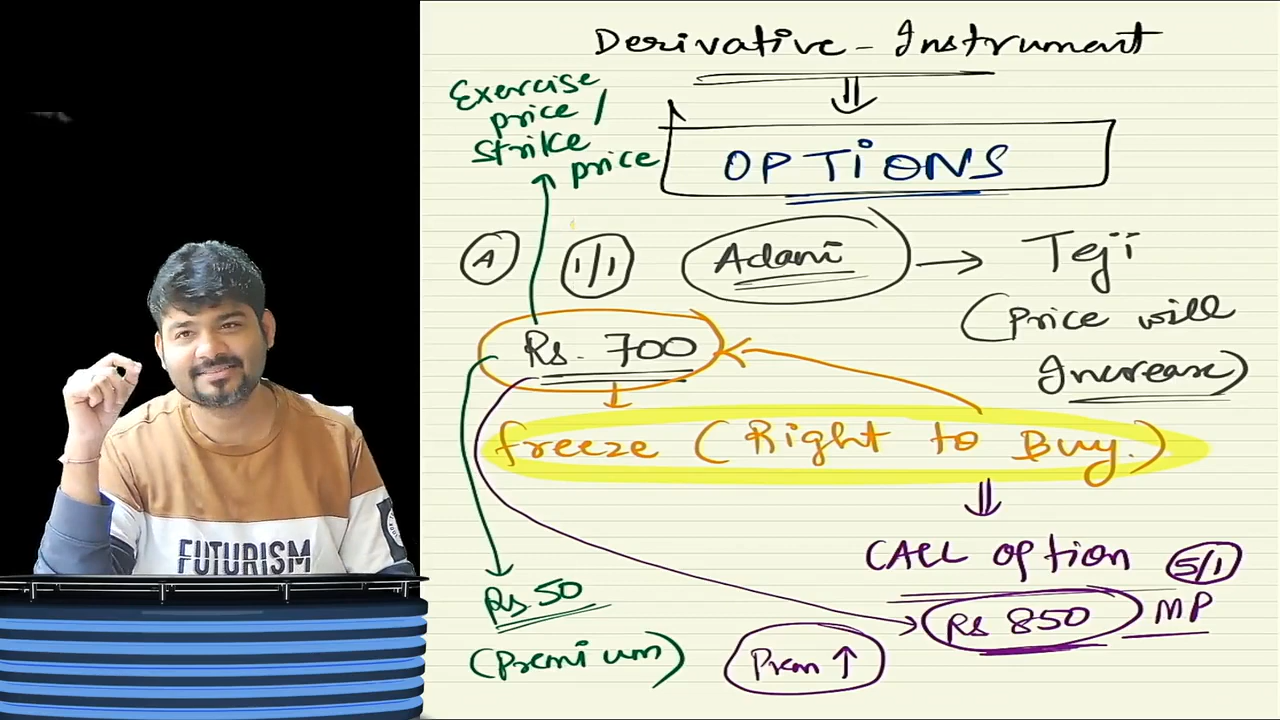 Derivative - Instrument
⇓
Exercise
price /
Strike
price
OPTIONS
A
1/1
Adani → Teji
(Price will
Increase)
Rs. 700
freeze (Right to Buy.)
⇓
CALL option
5/1
Rs. 50
Rs 850
MP
(Premium)
Prem ↑
FUTURISM